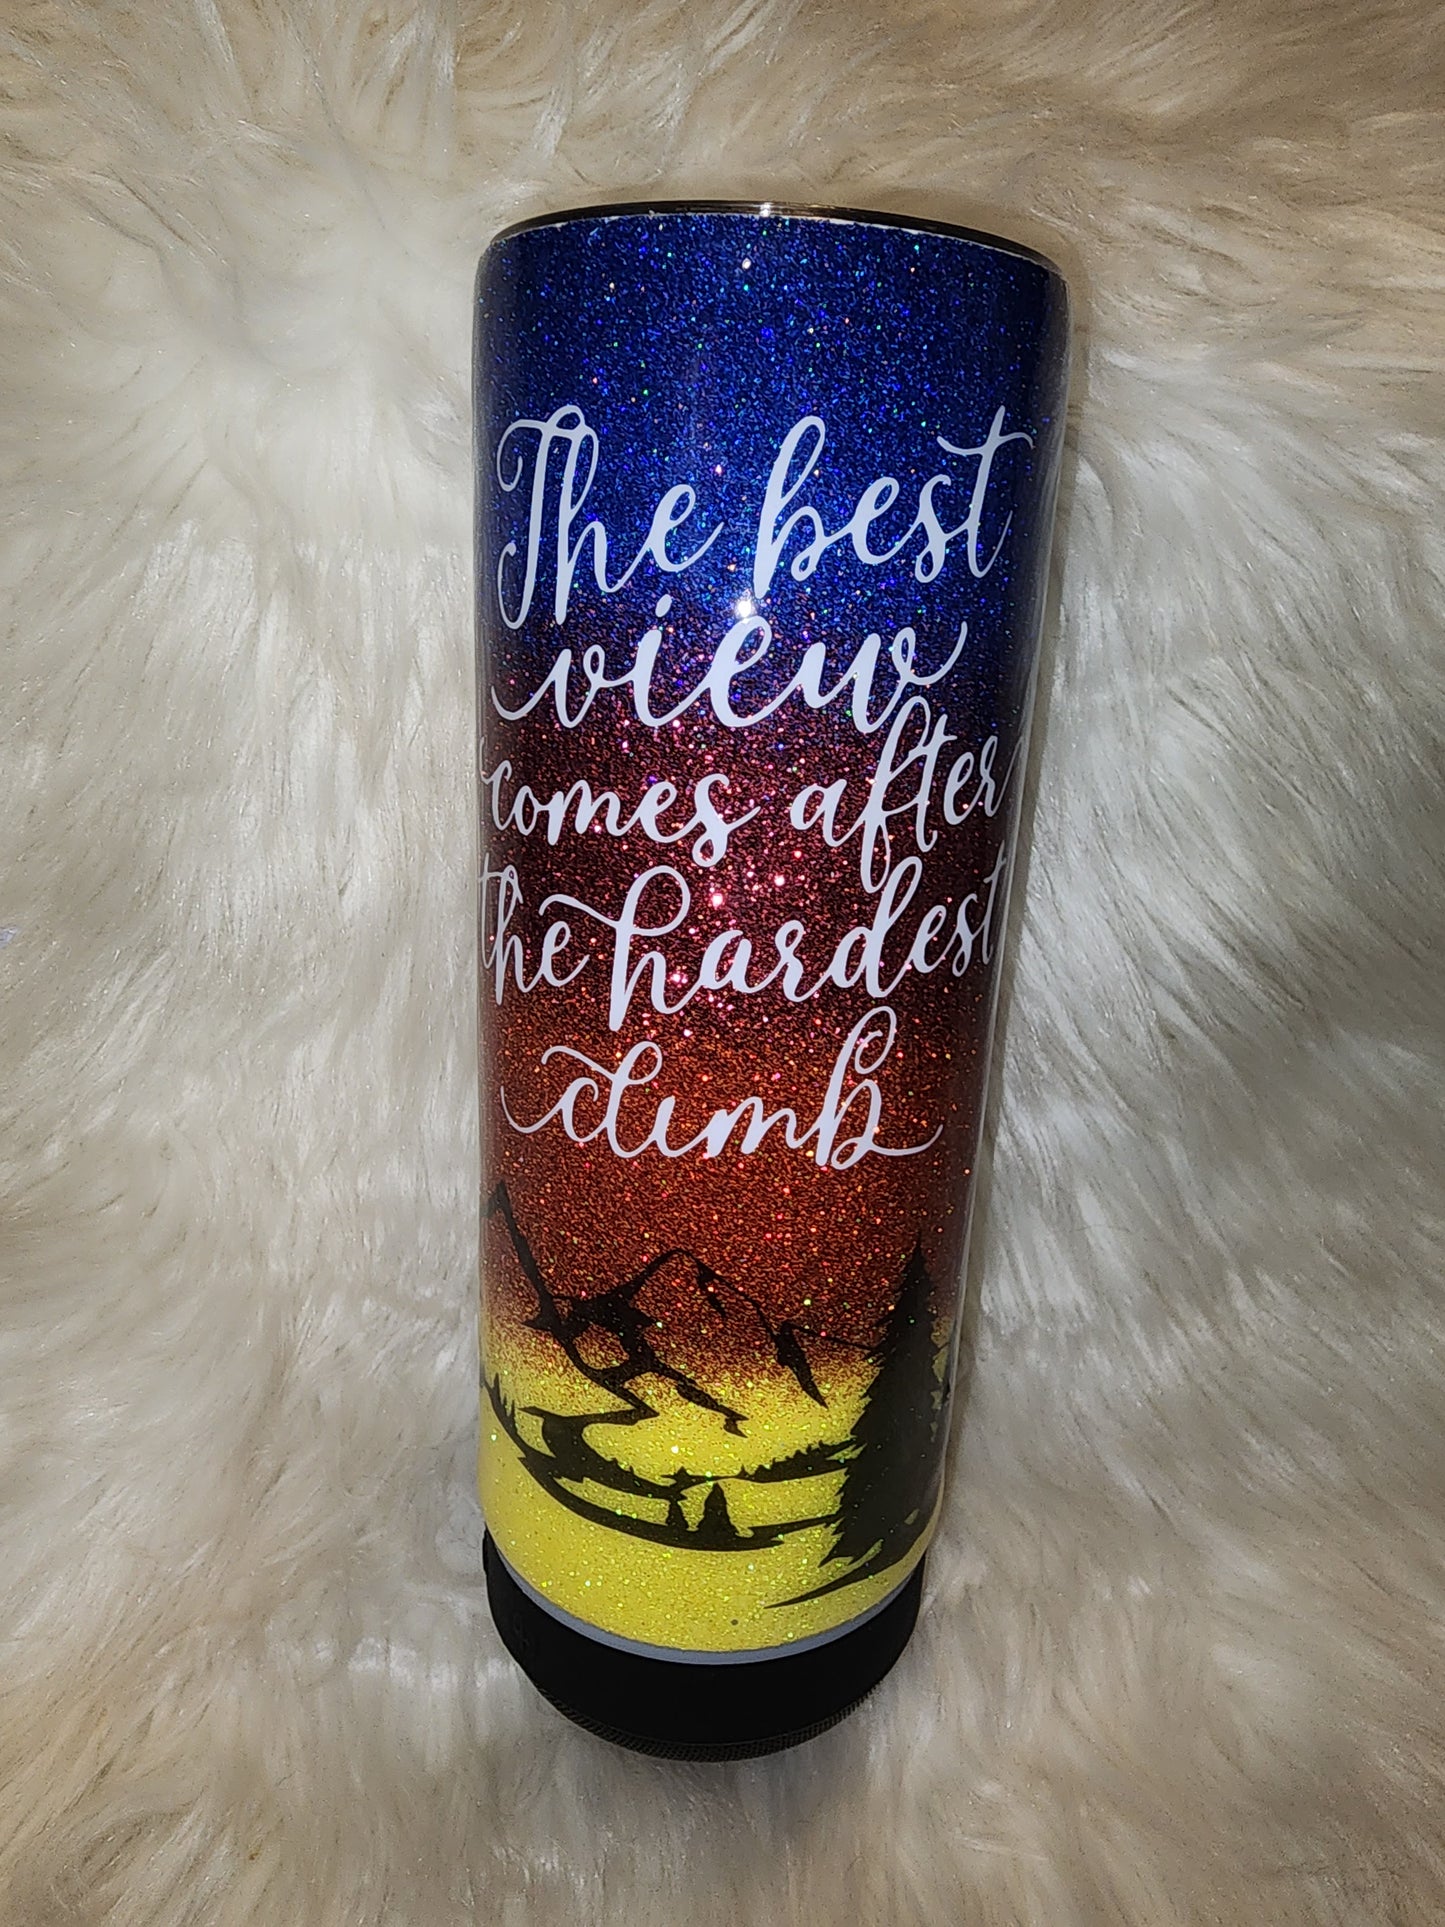 The best
view
comes after
the hardest
climb